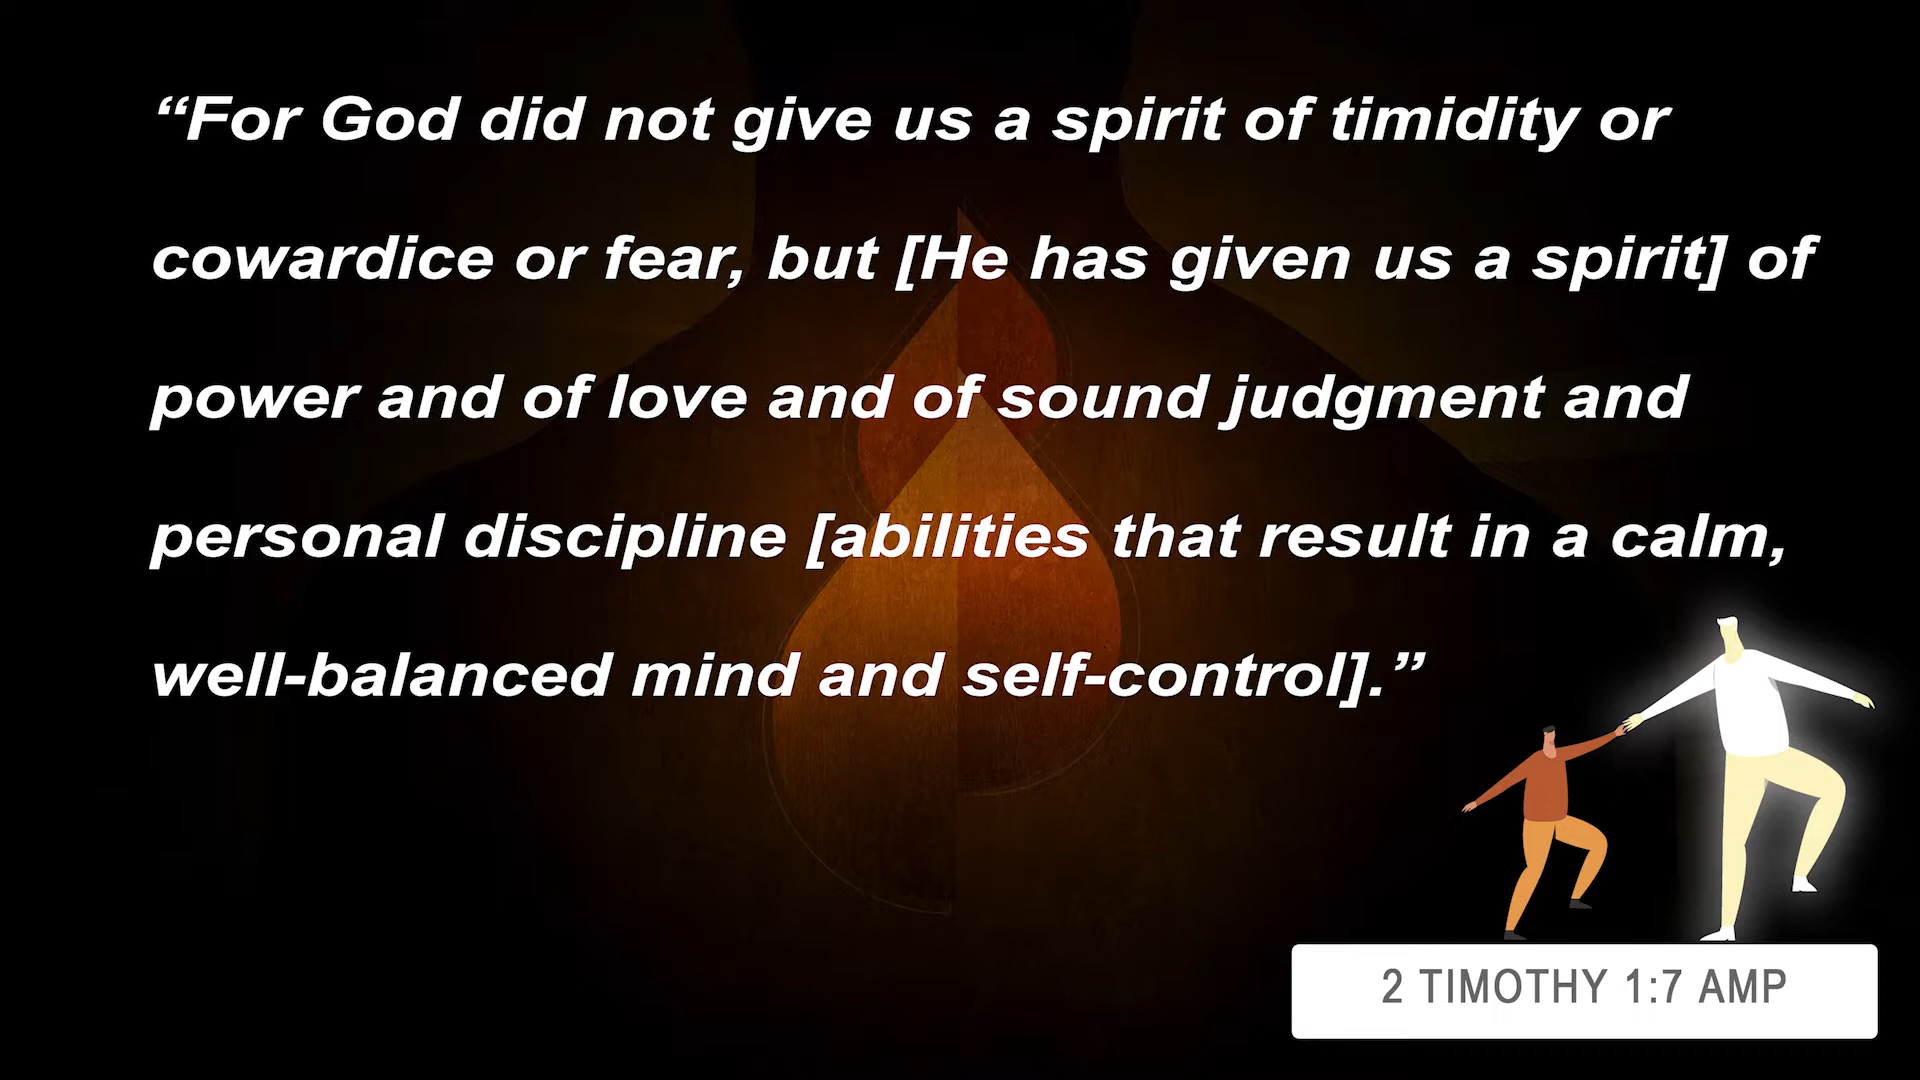 “For God did not give us a spirit of timidity or
cowardice or fear, but [He has given us a spirit] of
power and of love and of sound judgment and
personal discipline [abilities that result in a calm,
well-balanced mind and self-control].”
2 TIMOTHY 1:7 AMP